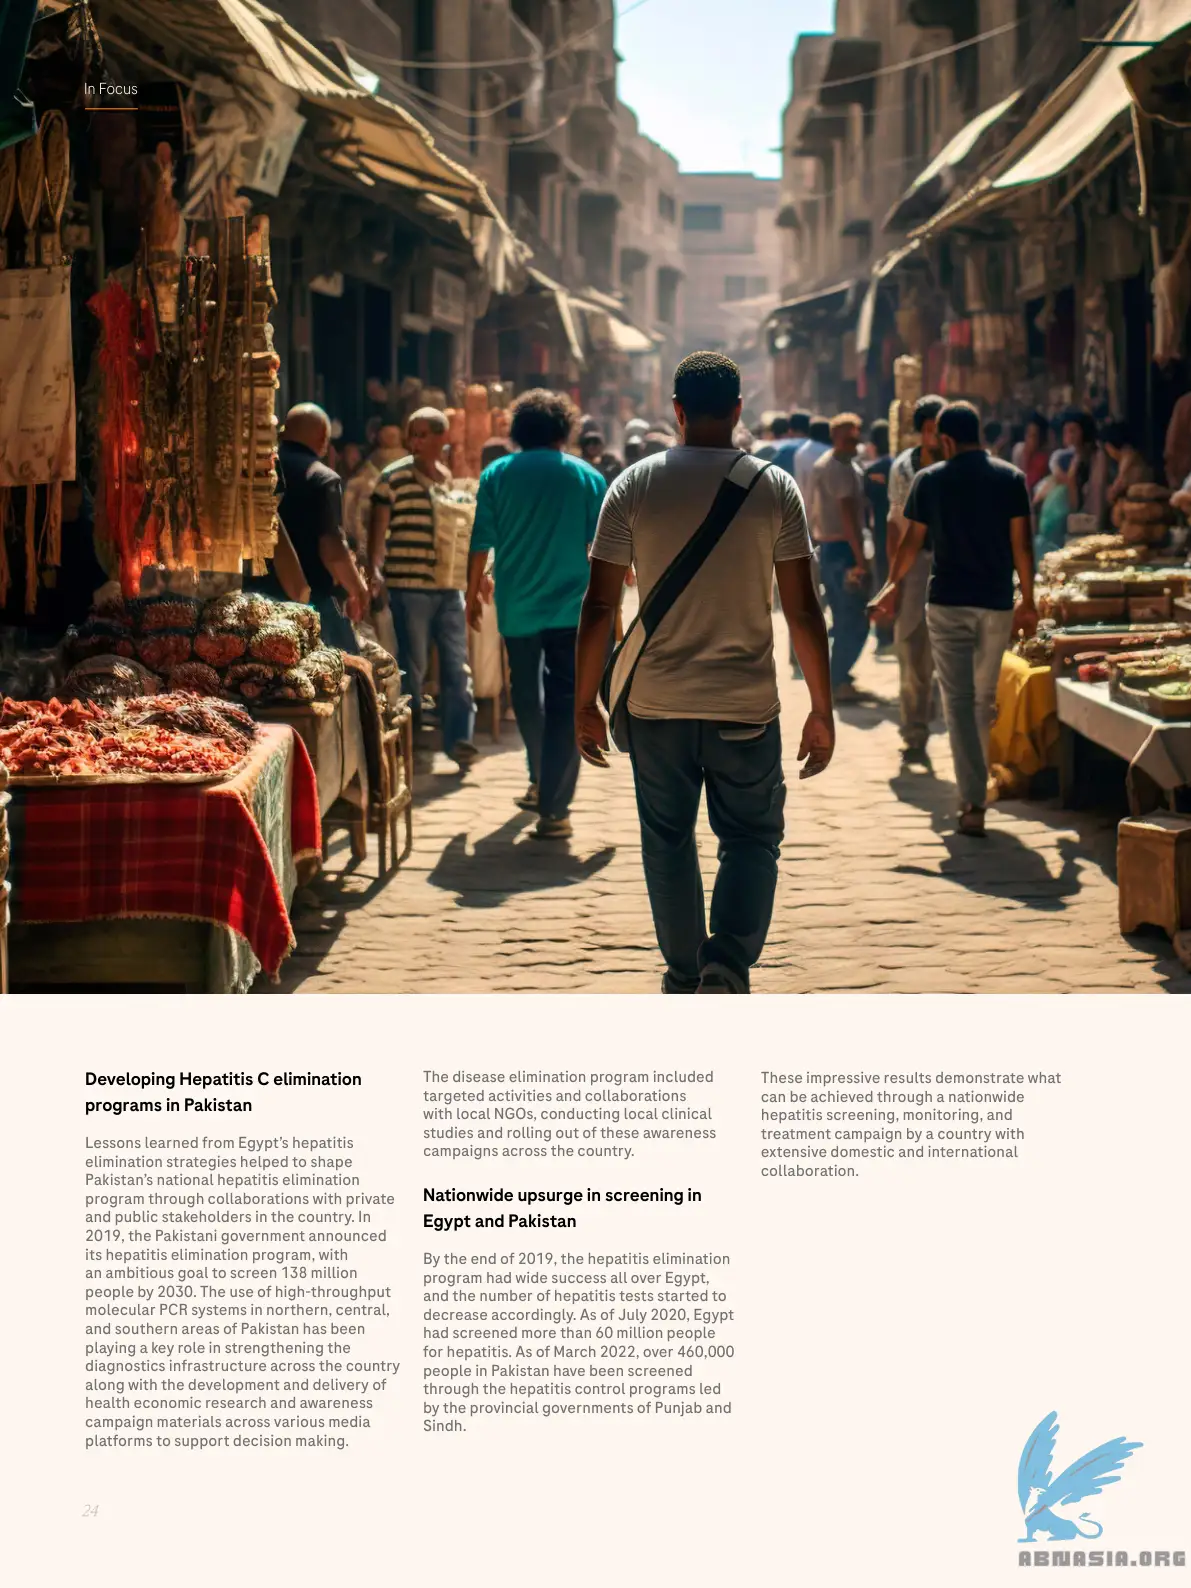 In Focus
Developing Hepatitis C elimination
programs in Pakistan
Lessons learned from Egypt's hepatitis
elimination strategies helped to shape
Pakistan's national hepatitis elimination
program through collaborations with private
and public stakeholders in the country. In
2019, the Pakistani government announced
its hepatitis elimination program, with
an ambitious goal to screen 138 million
people by 2030. The use of high-throughput
molecular PCR systems in northern, central,
and southern areas of Pakistan has been
playing a key role in strengthening the
diagnostics infrastructure across the country
along with the development and delivery of
health economic research and awareness
campaign materials across various media
platforms to support decision making.
The disease elimination program included
targeted activities and collaborations
with local NGOs, conducting local clinical
studies and rolling out of these awareness
campaigns across the country.
Nationwide upsurge in screening in
Egypt and Pakistan
By the end of 2019, the hepatitis elimination
program had wide success all over Egypt,
and the number of hepatitis tests started to
decrease accordingly. As of July 2020, Egypt
had screened more than 60 million people
for hepatitis. As of March 2022, over 460,000
people in Pakistan have been screened
through the hepatitis control programs led
by the provincial governments of Punjab and
Sindh.
These impressive results demonstrate what
can be achieved through a nationwide
hepatitis screening, monitoring, and
treatment campaign by a country with
extensive domestic and international
collaboration.
24
ABNASIA.ORG